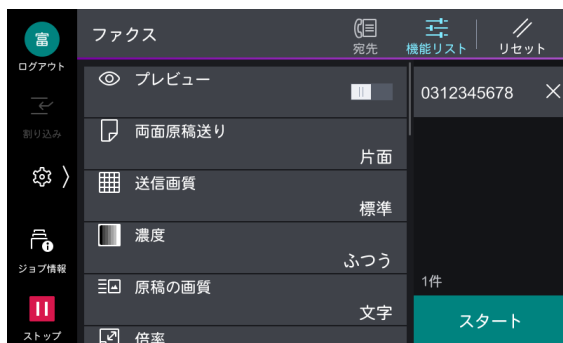 富
ログアウト
割り込み
ジョブ情報
ストップ
ファクス
宛先
機能リスト
リセット
プレビュー
両面原稿送り
片面
送信画質
標準
濃度
ふつう
原稿の画質
文字
倍率
0312345678
1件
スタート